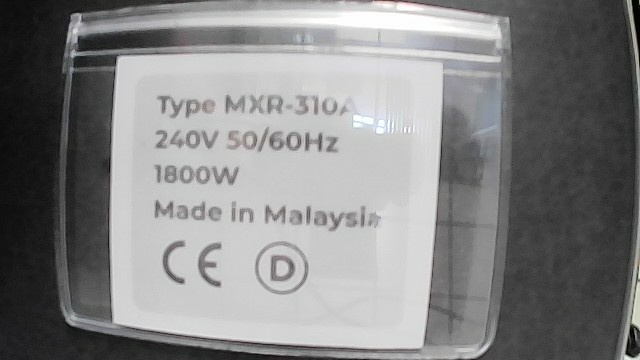 Type MXR-310A
240V 50/60Hz
1800W
Made in Malaysia
CE D